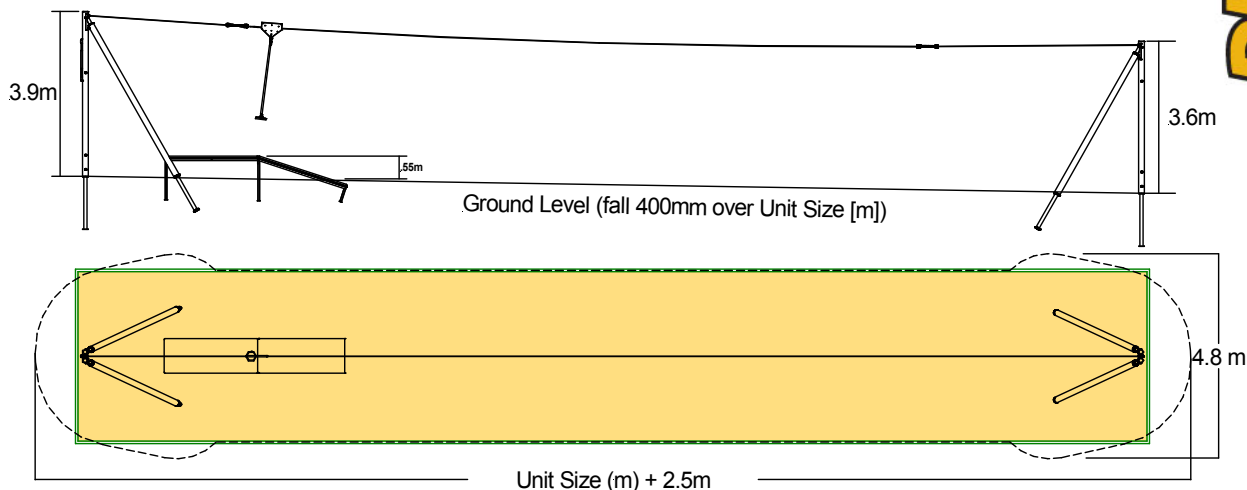 3.9m
3.6m
.55m
Ground Level (fall 400mm over Unit Size [m])
4.8 m
Unit Size (m) + 2.5m